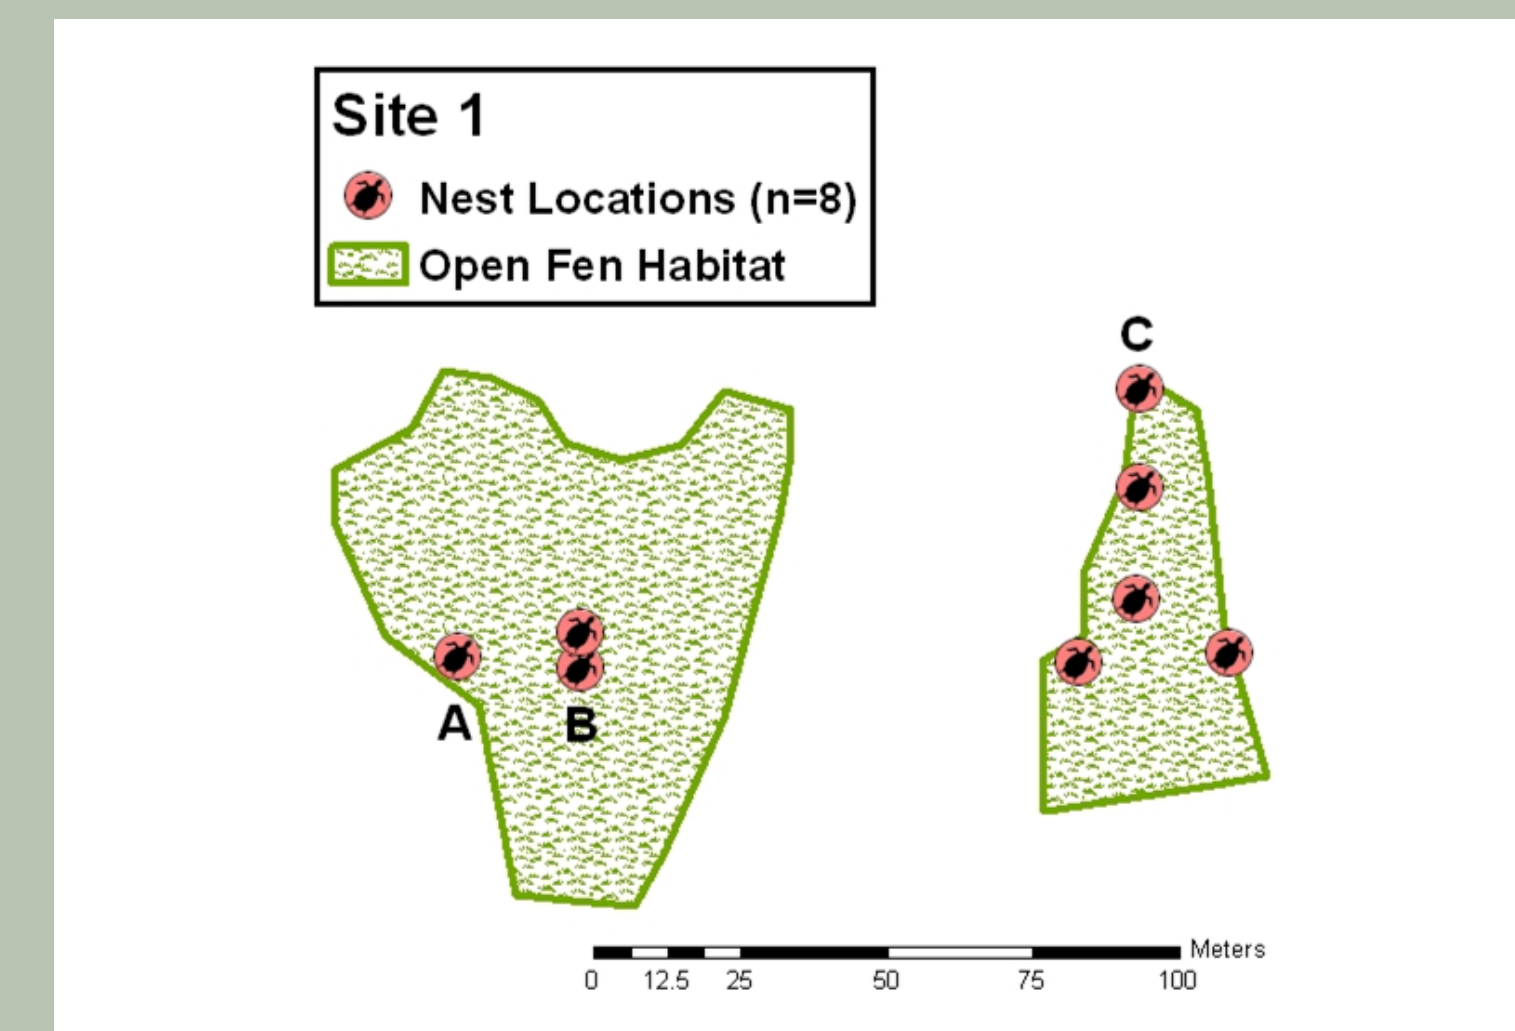 Site 1
Nest Locations (n=8)
Open Fen Habitat
C
A
B
Meters
0 12.5 25 50 75 100